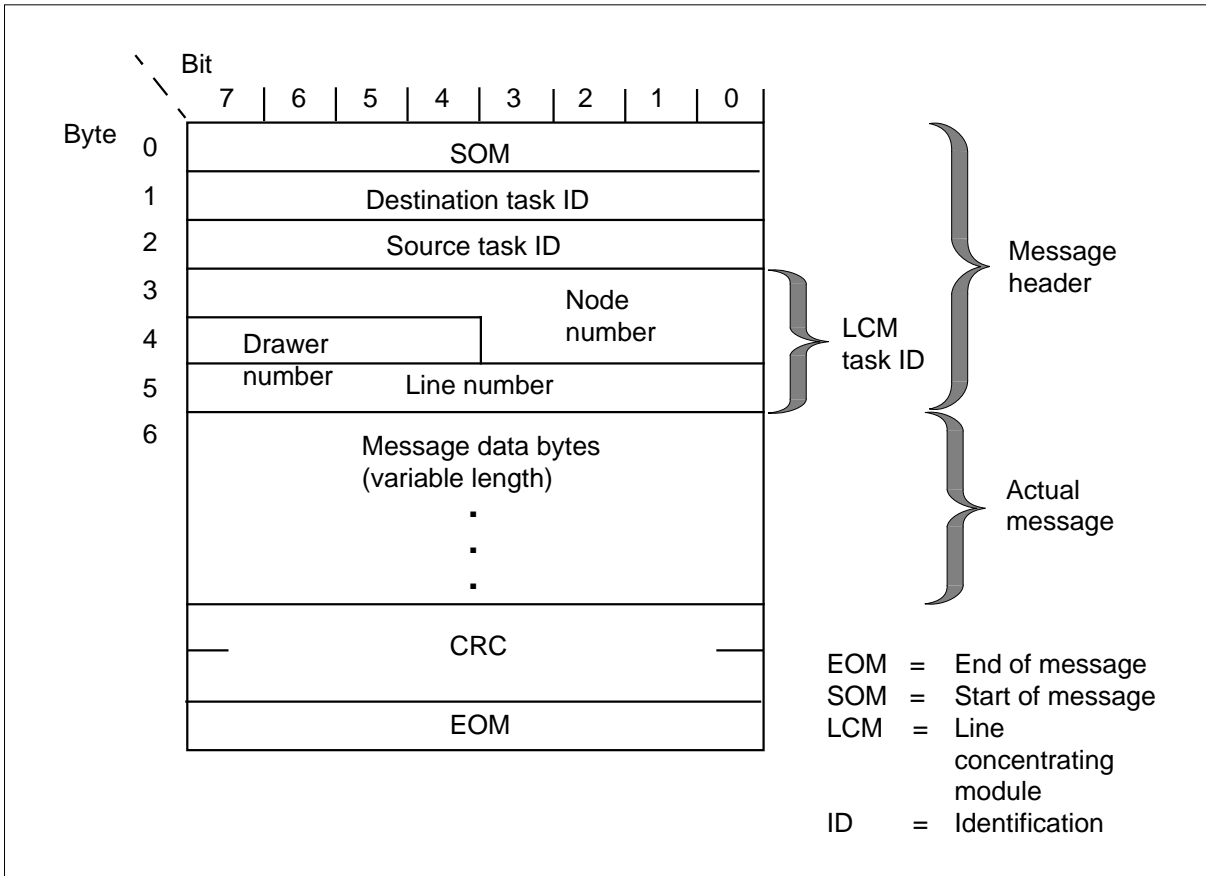 Bit
7 6 5 4 3 2 1 0
Byte
0 SOM
1 Destination task ID
2 Source task ID
3 Node
number
4 Drawer
number
5 Line number
6 Message data bytes
(variable length)
.
.
.
CRC
EOM
LCM
task ID
Message
header
Actual
message
EOM = End of message
SOM = Start of message
LCM = Line
concentrating
module
ID = Identification